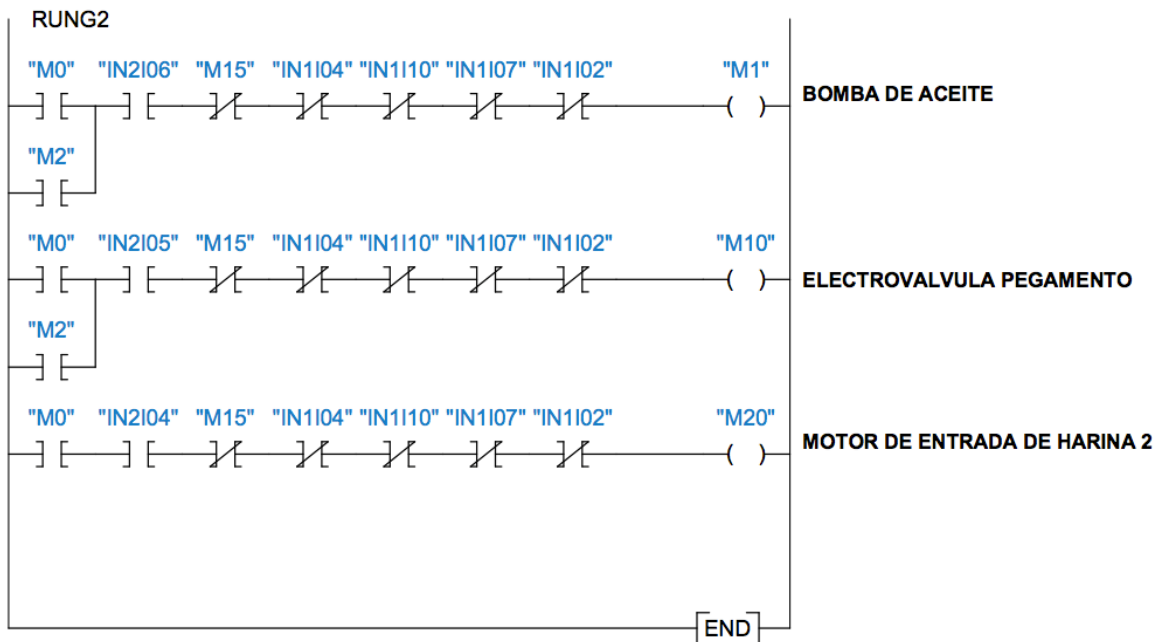 RUNG2
"M0" "IN2I06" "M15" "IN1I04" "IN1I10" "IN1I07" "IN1I02" "M1"
BOMBA DE ACEITE
"M2"
"M0" "IN2I05" "M15" "IN1I04" "IN1I10" "IN1I07" "IN1I02" "M10"
ELECTROVALVULA PEGAMENTO
"M2"
"M0" "IN2I04" "M15" "IN1I04" "IN1I10" "IN1I07" "IN1I02" "M20"
MOTOR DE ENTRADA DE HARINA 2
END